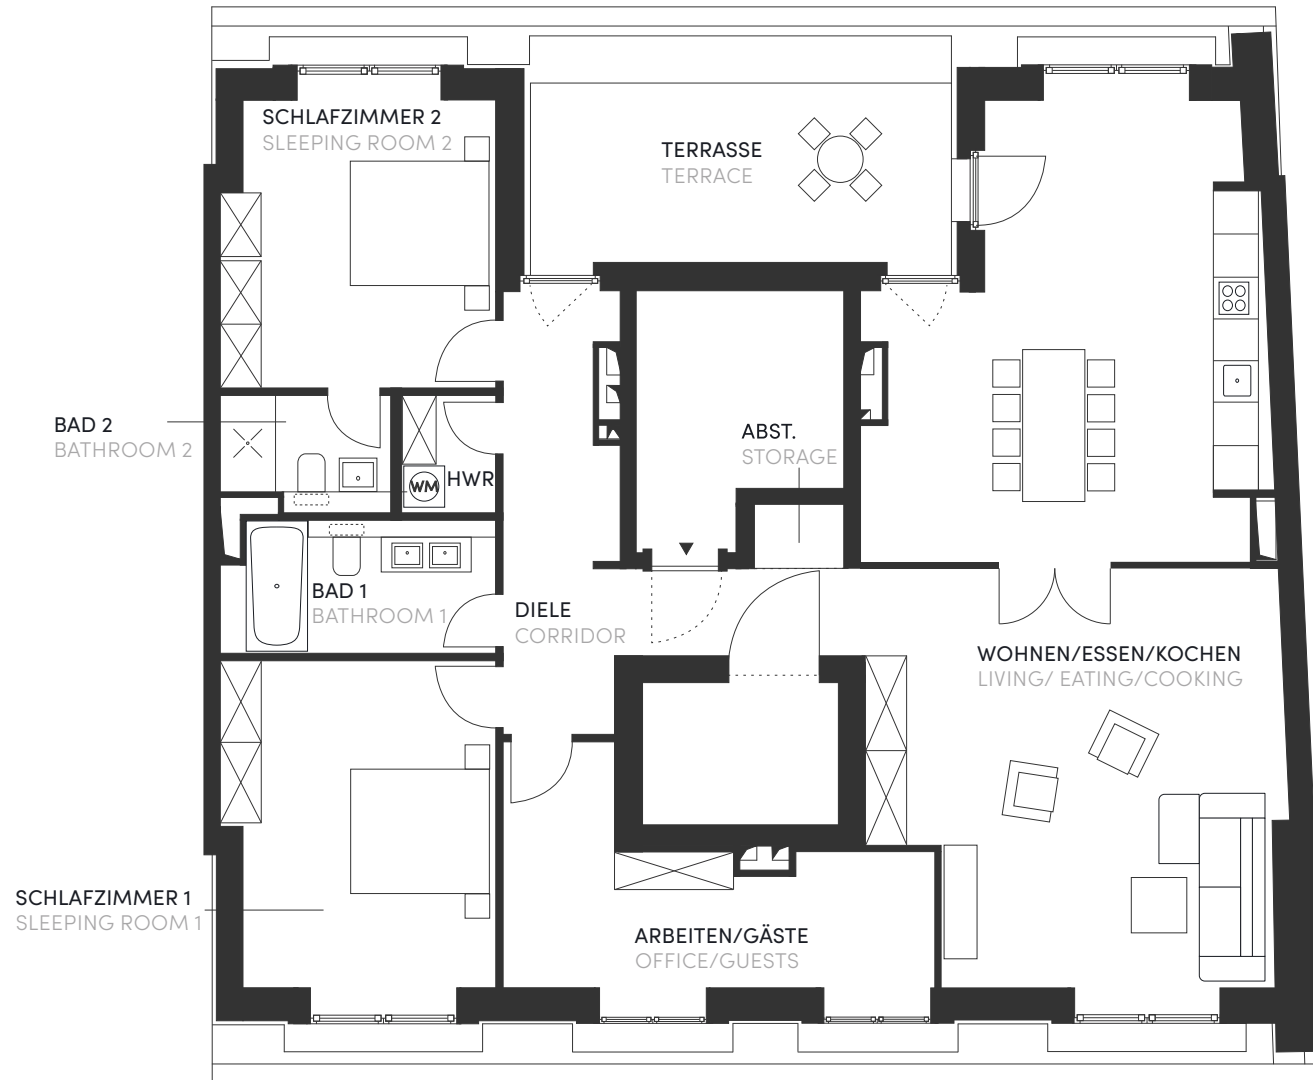 SCHLAFZIMMER 2
SLEEPING ROOM 2
TERRASSE
TERRACE
BAD 2
BATHROOM 2
ABST.
STORAGE
HWR
WM
BAD 1
BATHROOM 1
DIELE
CORRIDOR
WOHNEN/ESSEN/KOCHEN
LIVING/ EATING/COOKING
SCHLAFZIMMER 1
SLEEPING ROOM 1
ARBEITEN/GÄSTE
OFFICE/GUESTS